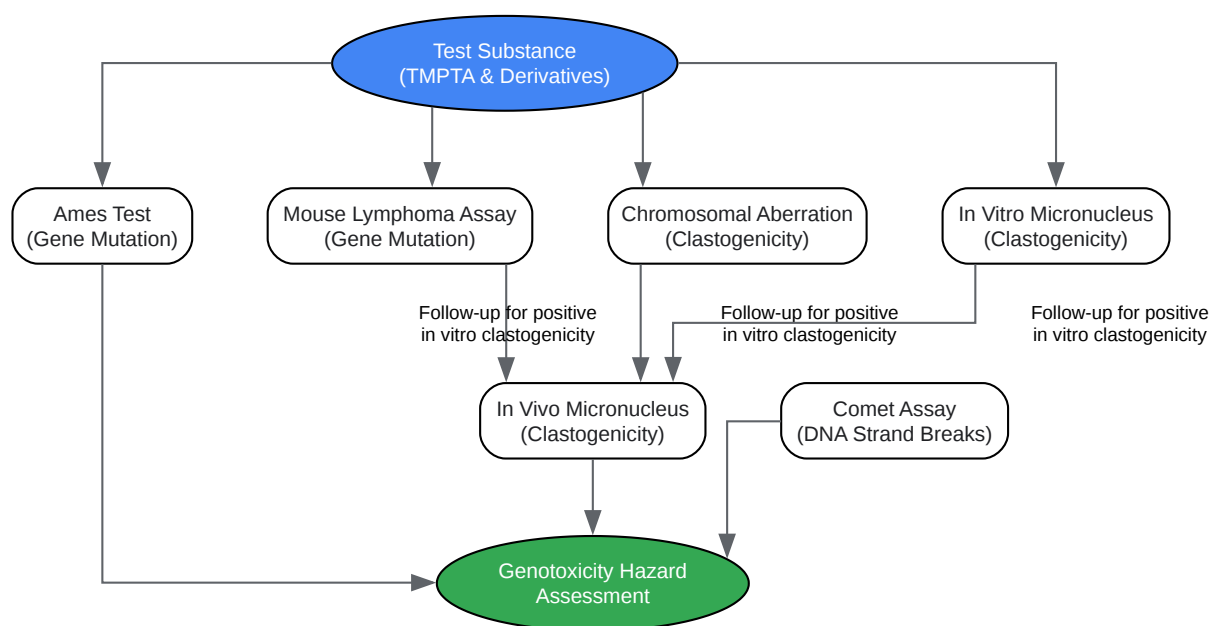 Test Substance
(TMPTA & Derivatives)
Ames Test
(Gene Mutation)
Mouse Lymphoma Assay
(Gene Mutation)
Chromosomal Aberration
(Clastogenicity)
In Vitro Micronucleus
(Clastogenicity)
Follow-up for positive
in vitro clastogenicity
Follow-up for positive
in vitro clastogenicity
Follow-up for positive
in vitro clastogenicity
In Vivo Micronucleus
(Clastogenicity)
Comet Assay
(DNA Strand Breaks)
Genotoxicity Hazard
Assessment